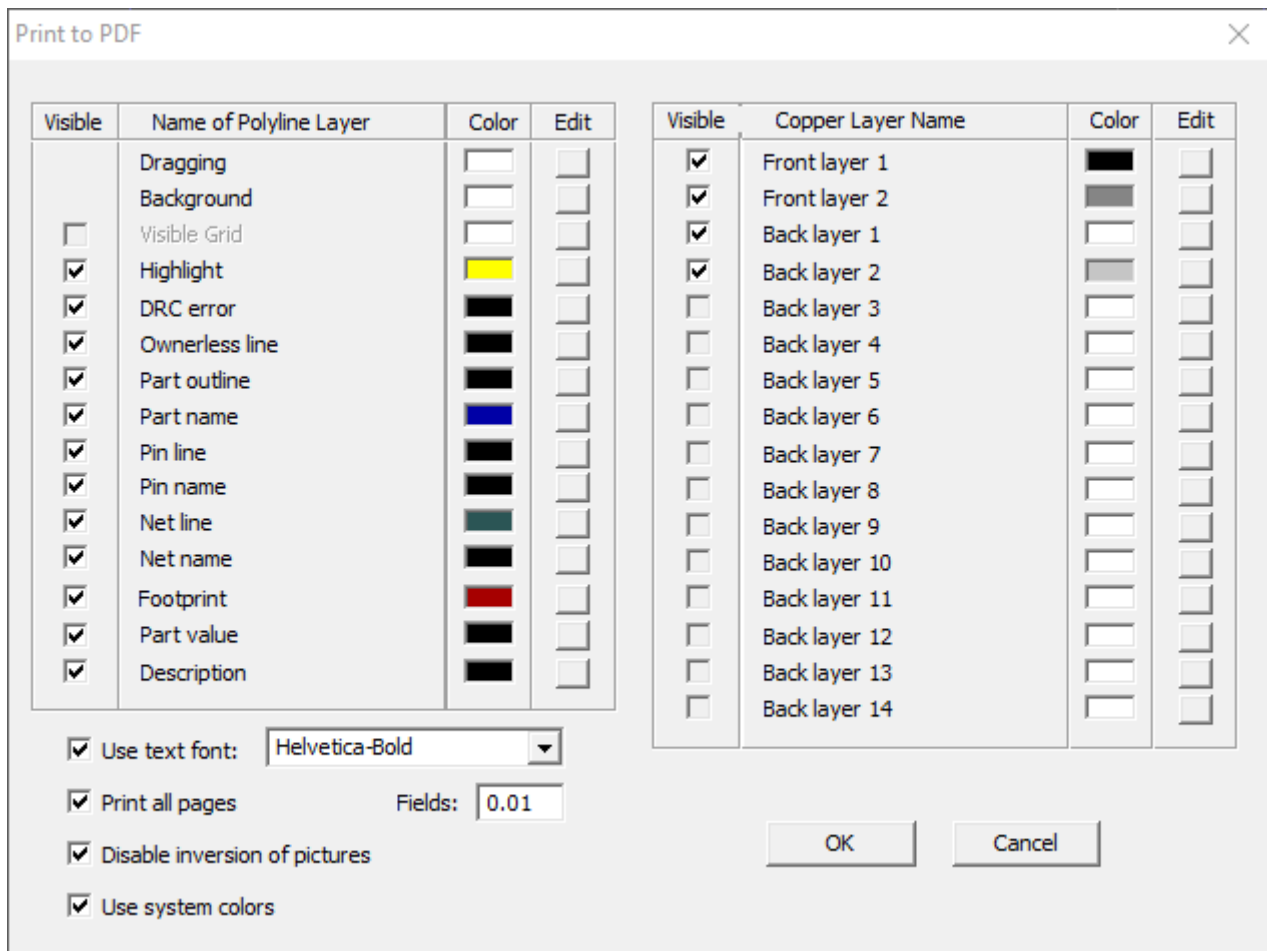 Print to PDF
Visible Name of Polyline Layer Color Edit
Dragging
Background
Visible Grid
Highlight
DRC error
Ownerless line
Part outline
Part name
Pin line
Pin name
Net line
Net name
Footprint
Part value
Description
Visible Copper Layer Name Color Edit
Front layer 1
Front layer 2
Back layer 1
Back layer 2
Back layer 3
Back layer 4
Back layer 5
Back layer 6
Back layer 7
Back layer 8
Back layer 9
Back layer 10
Back layer 11
Back layer 12
Back layer 13
Back layer 14
Use text font: Helvetica-Bold
Print all pages Fields: 0.01
Disable inversion of pictures
Use system colors
OK Cancel